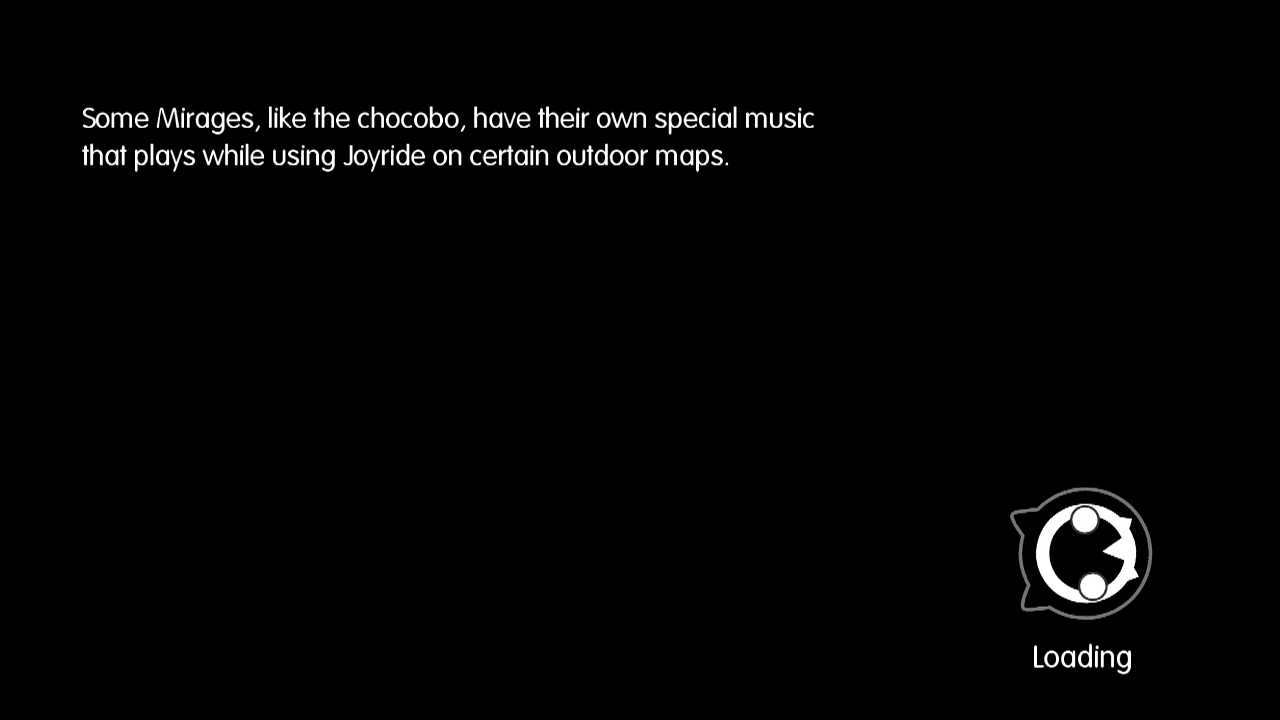 Some Mirages, like the chocobo, have their own special music
that plays while using Joyride on certain outdoor maps.
Loading